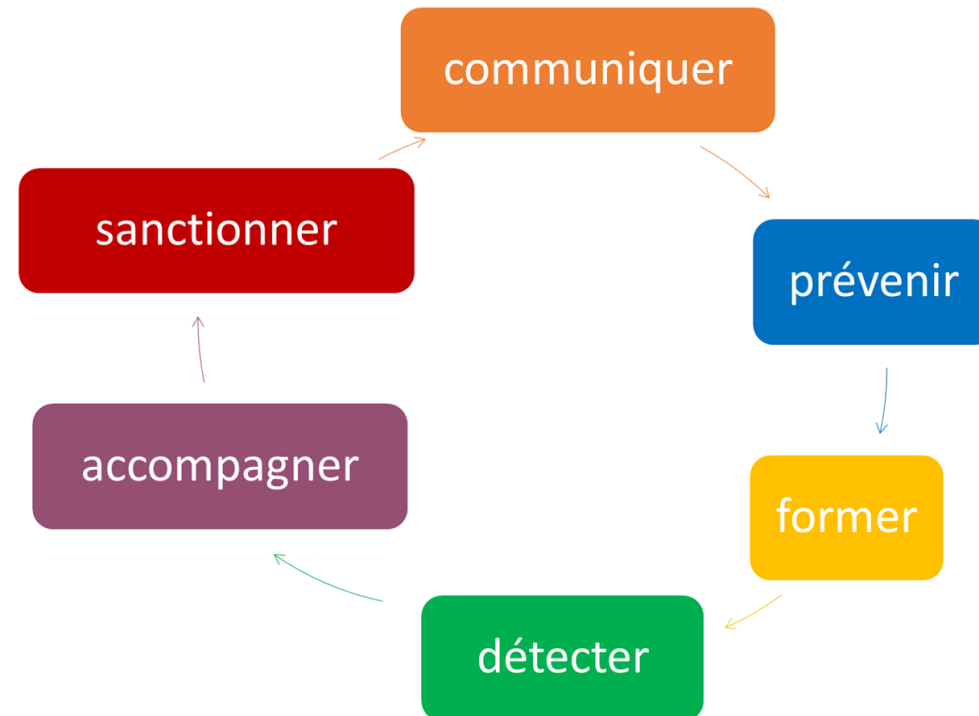 communiquer
prévenir
former
détecter
accompagner
sanctionner